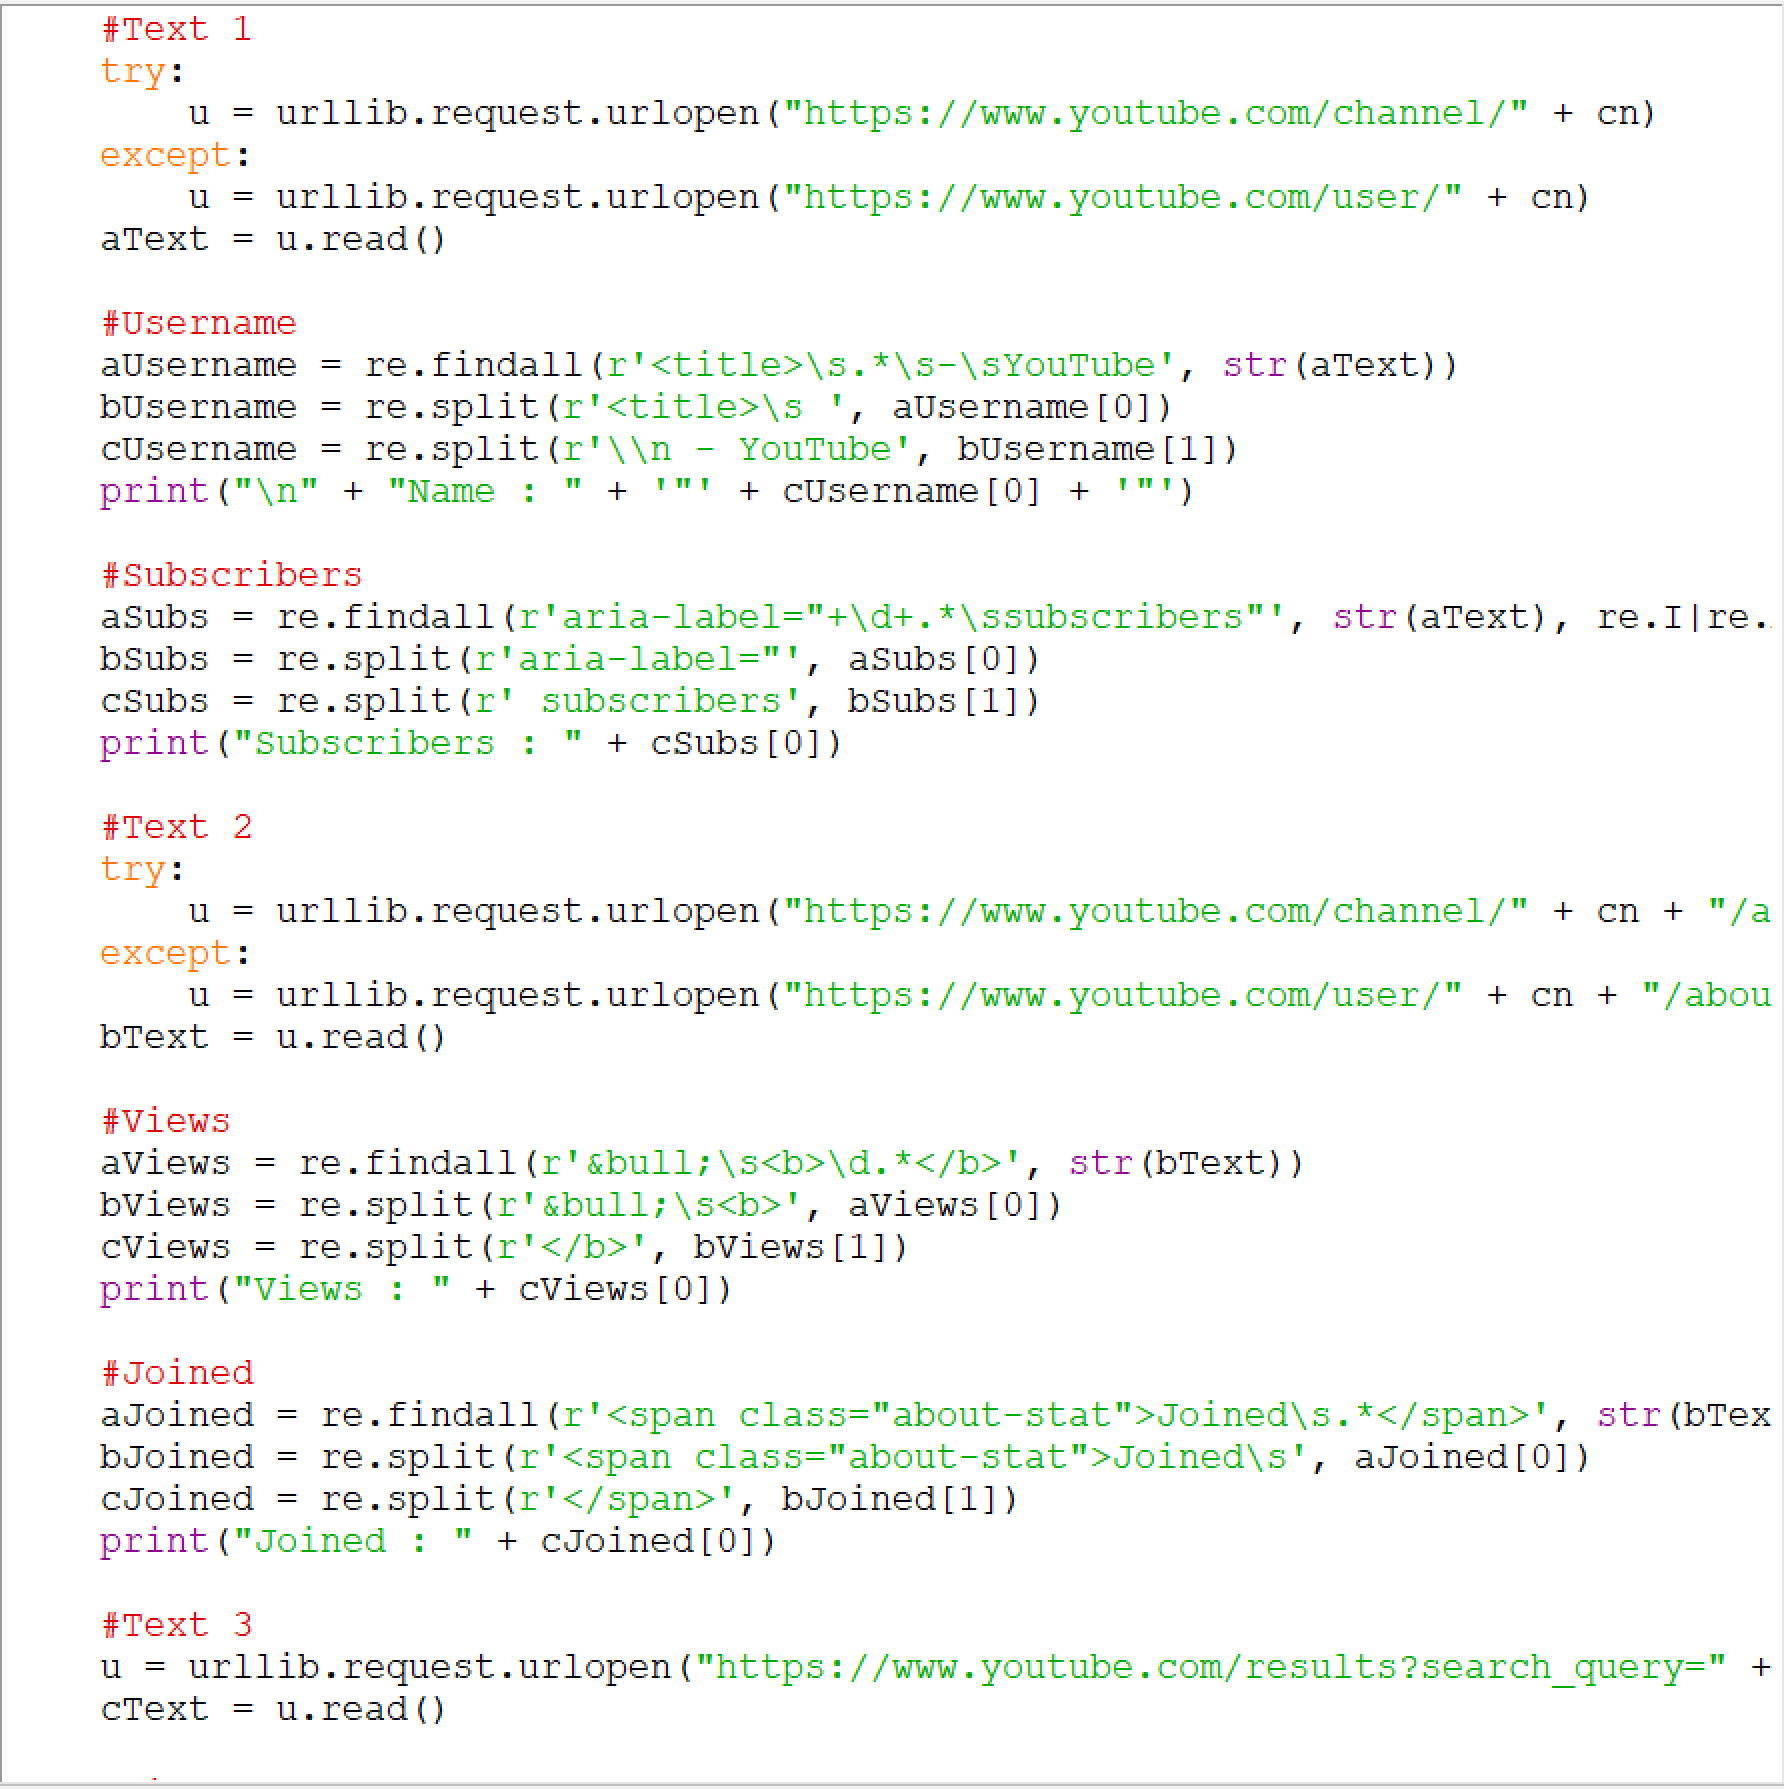 #Text 1
try:
    u = urllib.request.urlopen("https://www.youtube.com/channel/" + cn)
except:
    u = urllib.request.urlopen("https://www.youtube.com/user/" + cn)
aText = u.read()

#Username
aUsername = re.findall(r'<title>\s.*\s-\sYouTube', str(aText))
bUsername = re.split(r'<title>\s ', aUsername[0])
cUsername = re.split(r'\\n - YouTube', bUsername[1])
print("\n" + "Name : " + '"' + cUsername[0] + '"')

#Subscribers
aSubs = re.findall(r'aria-label="+\d+.*\ssubscribers"', str(aText), re.I|re.
bSubs = re.split(r'aria-label="', aSubs[0])
cSubs = re.split(r' subscribers', bSubs[1])
print("Subscribers : " + cSubs[0])

#Text 2
try:
    u = urllib.request.urlopen("https://www.youtube.com/channel/" + cn + "/a
except:
    u = urllib.request.urlopen("https://www.youtube.com/user/" + cn + "/abou
bText = u.read()

#Views
aViews = re.findall(r'&bull;\s<b>\d.*</b>', str(bText))
bViews = re.split(r'&bull;\s<b>', aViews[0])
cViews = re.split(r'</b>', bViews[1])
print("Views : " + cViews[0])

#Joined
aJoined = re.findall(r'<span class="about-stat">Joined\s.*</span>', str(bTex
bJoined = re.split(r'<span class="about-stat">Joined\s', aJoined[0])
cJoined = re.split(r'</span>', bJoined[1])
print("Joined : " + cJoined[0])

#Text 3
u = urllib.request.urlopen("https://www.youtube.com/results?search_query=" +
cText = u.read()